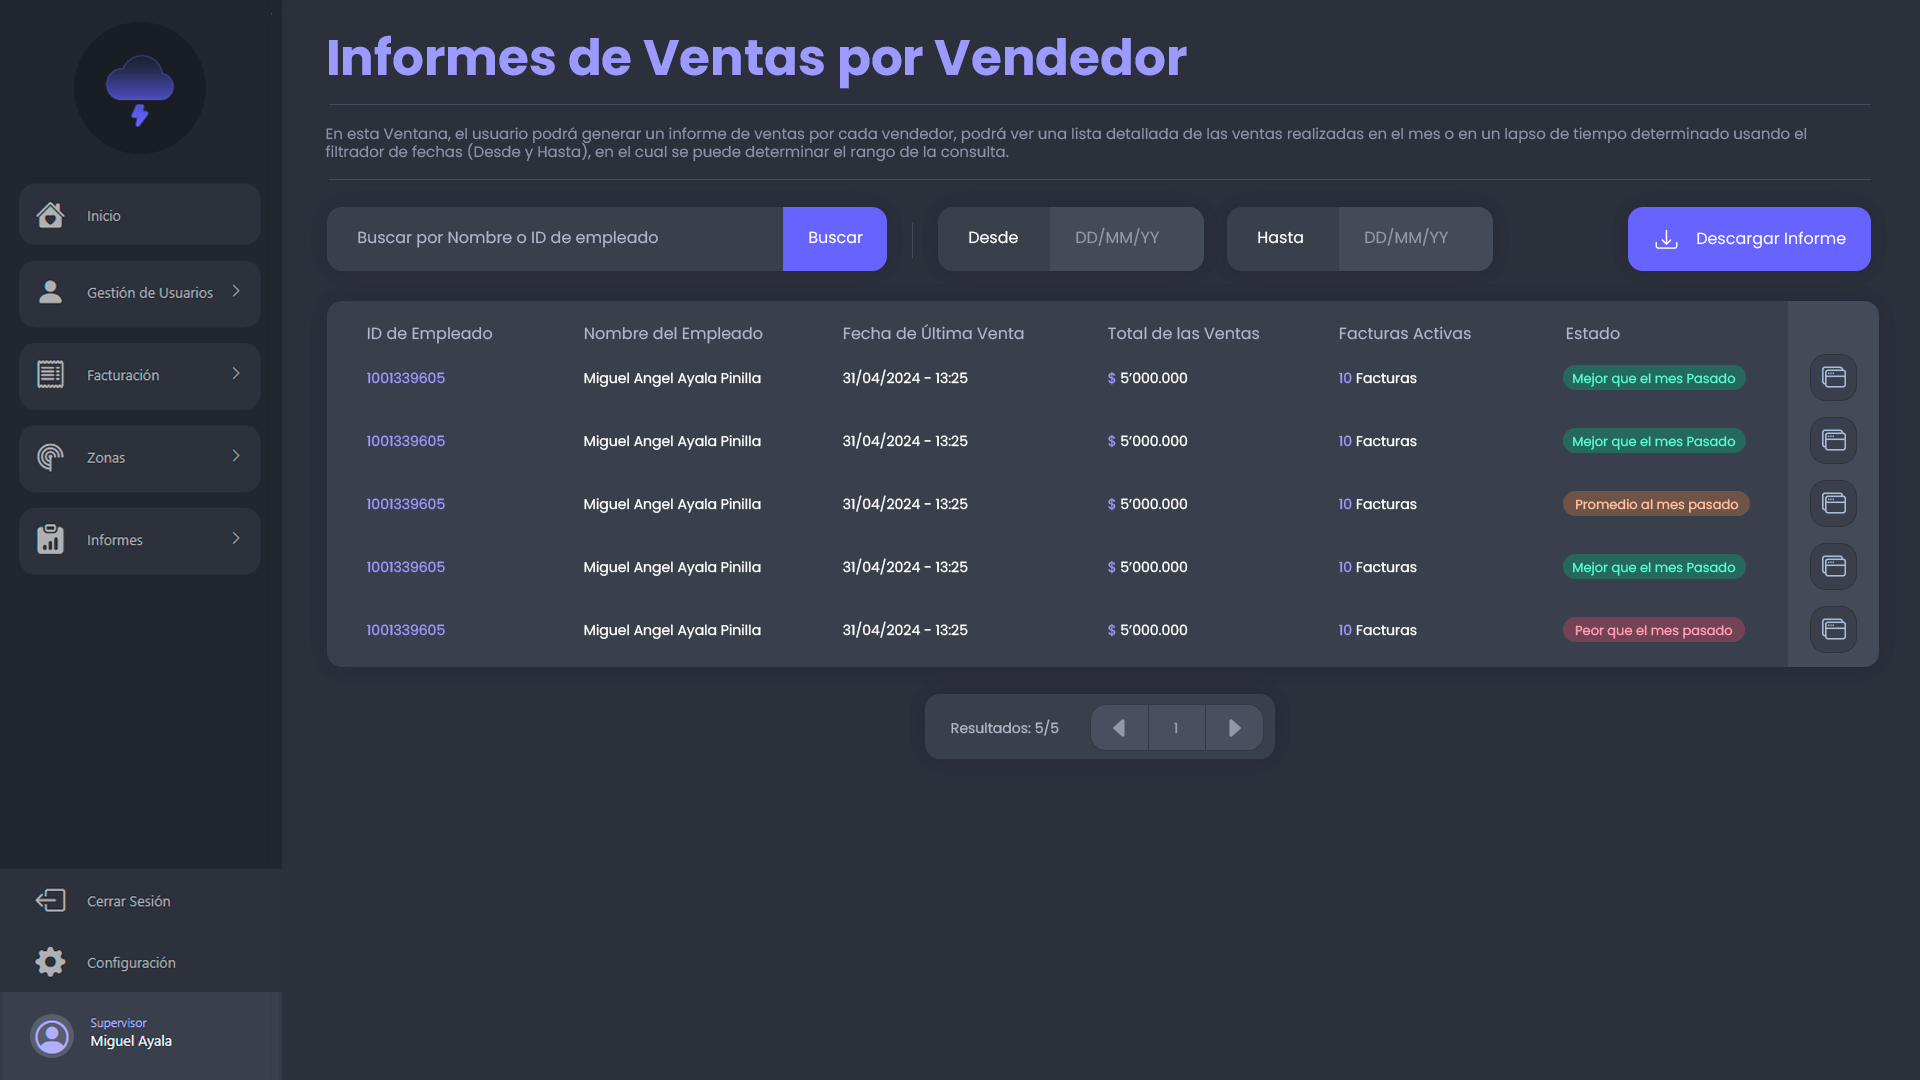 Informes de Ventas por Vendedor
En esta Ventana, el usuario podrá generar un informe de ventas por cada vendedor, podrá ver una lista detallada de las ventas realizadas en el mes o en un lapso de tiempo determinado usando el
filtrador de fechas (Desde y Hasta), en el cual se puede determinar el rango de la consulta.
Inicio
Gestión de Usuarios
Facturación
Zonas
Informes
Cerrar Sesión
Configuración
Supervisor
Miguel Ayala
Buscar por Nombre o ID de empleado Buscar Desde DD/MM/YY Hasta DD/MM/YY Descargar Informe
ID de Empleado Nombre del Empleado Fecha de Última Venta Total de las Ventas Facturas Activas Estado
1001339605 Miguel Angel Ayala Pinilla 31/04/2024 - 13:25 $ 5’000.000 10 Facturas Mejor que el mes Pasado
1001339605 Miguel Angel Ayala Pinilla 31/04/2024 - 13:25 $ 5’000.000 10 Facturas Mejor que el mes Pasado
1001339605 Miguel Angel Ayala Pinilla 31/04/2024 - 13:25 $ 5’000.000 10 Facturas Promedio al mes pasado
1001339605 Miguel Angel Ayala Pinilla 31/04/2024 - 13:25 $ 5’000.000 10 Facturas Mejor que el mes Pasado
1001339605 Miguel Angel Ayala Pinilla 31/04/2024 - 13:25 $ 5’000.000 10 Facturas Peor que el mes pasado
Resultados: 5/5 1